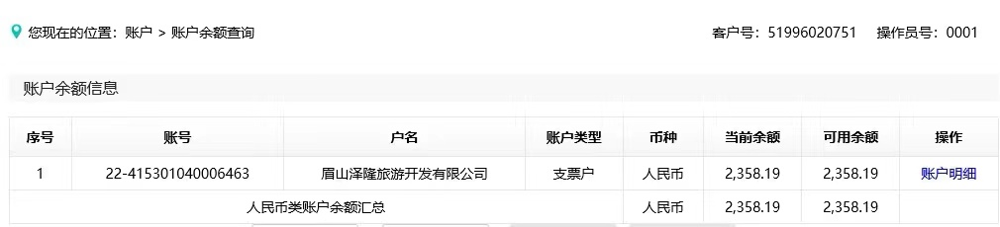 您现在的位置：账户 > 账户余额查询 客户号：51996020751 操作员号：0001
账户余额信息
序号 账号 户名 账户类型 币种 当前余额 可用余额 操作
1 22-415301040006463 眉山泽隆旅游开发有限公司 支票户 人民币 2,358.19 2,358.19 账户明细
人民币类账户余额汇总 人民币 2,358.19 2,358.19